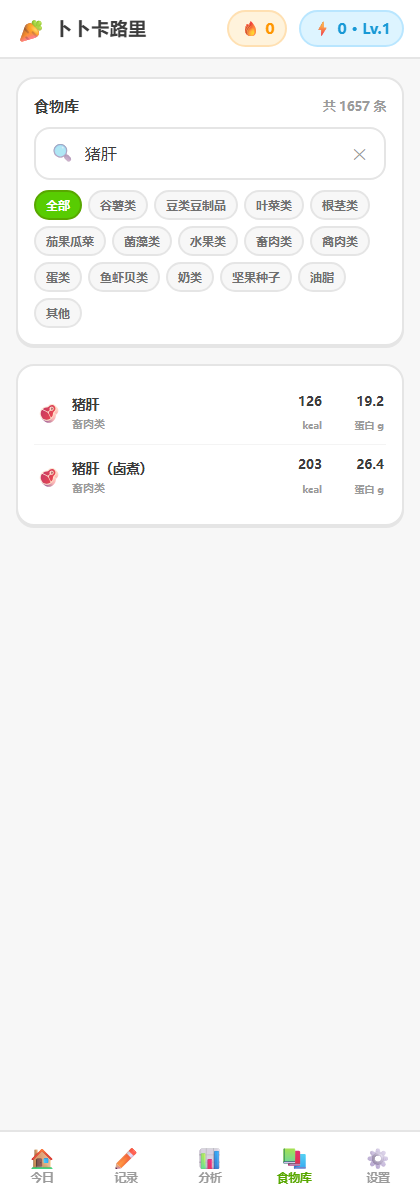 卜卜卡路里 0 0 • Lv.1
食物库 共 1657 条
猪肝
全部 谷薯类 豆类豆制品 叶菜类 根茎类
茄果瓜菜 菌藻类 水果类 畜肉类 禽肉类
蛋类 鱼虾贝类 奶类 坚果种子 油脂
其他
猪肝 126 19.2
畜肉类 kcal 蛋白 g
猪肝（卤煮） 203 26.4
畜肉类 kcal 蛋白 g
今日 记录 分析 食物库 设置